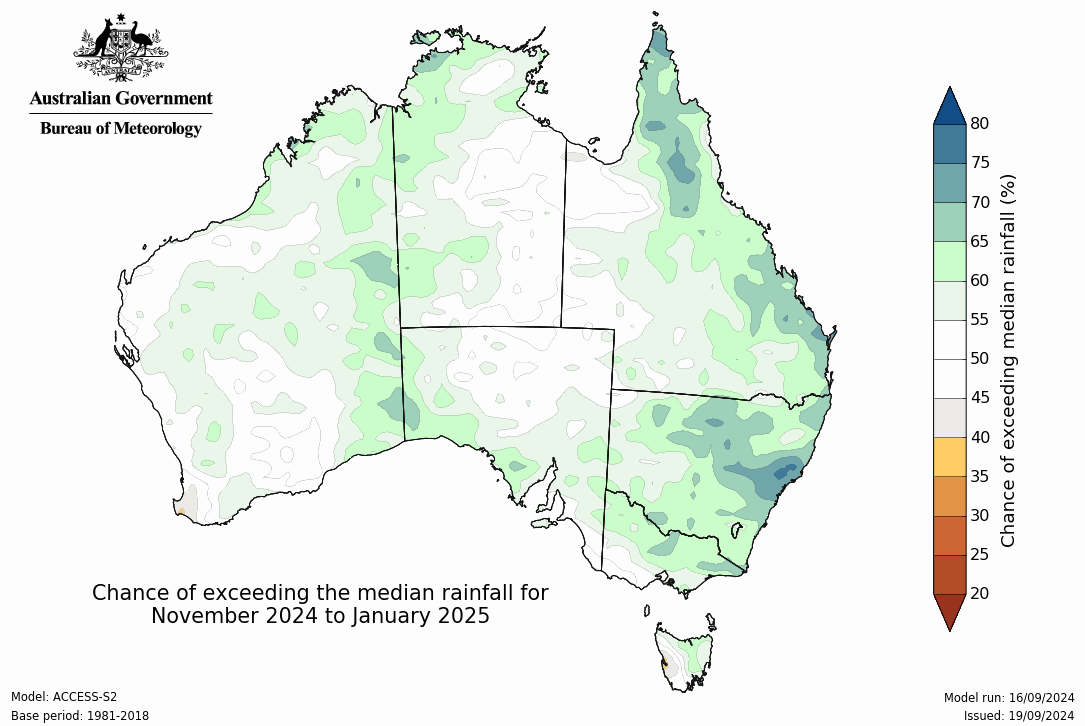 Australian Government
Bureau of Meteorology
80
75
70
65
60
55
50
45
40
35
30
25
20
Chance of exceeding median rainfall (%)
Chance of exceeding the median rainfall for
November 2024 to January 2025
Model: ACCESS-S2
Base period: 1981-2018
Model run: 16/09/2024
Issued: 19/09/2024